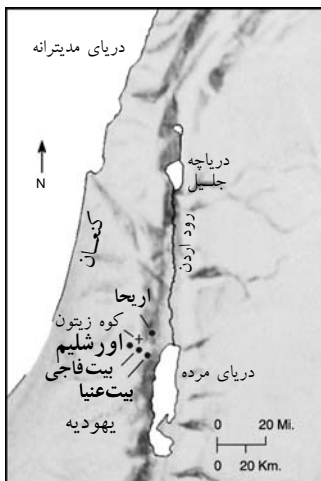 دریای مدیترانه
N
دریاچه
جلیل
کنعان
رود اردن
اریحا
کوه زیتون
اورشلیم
بیت‌فاجی
بیت‌عنیا
دریای مرده
یهودیه
0 20 Mi.
0 20 Km.